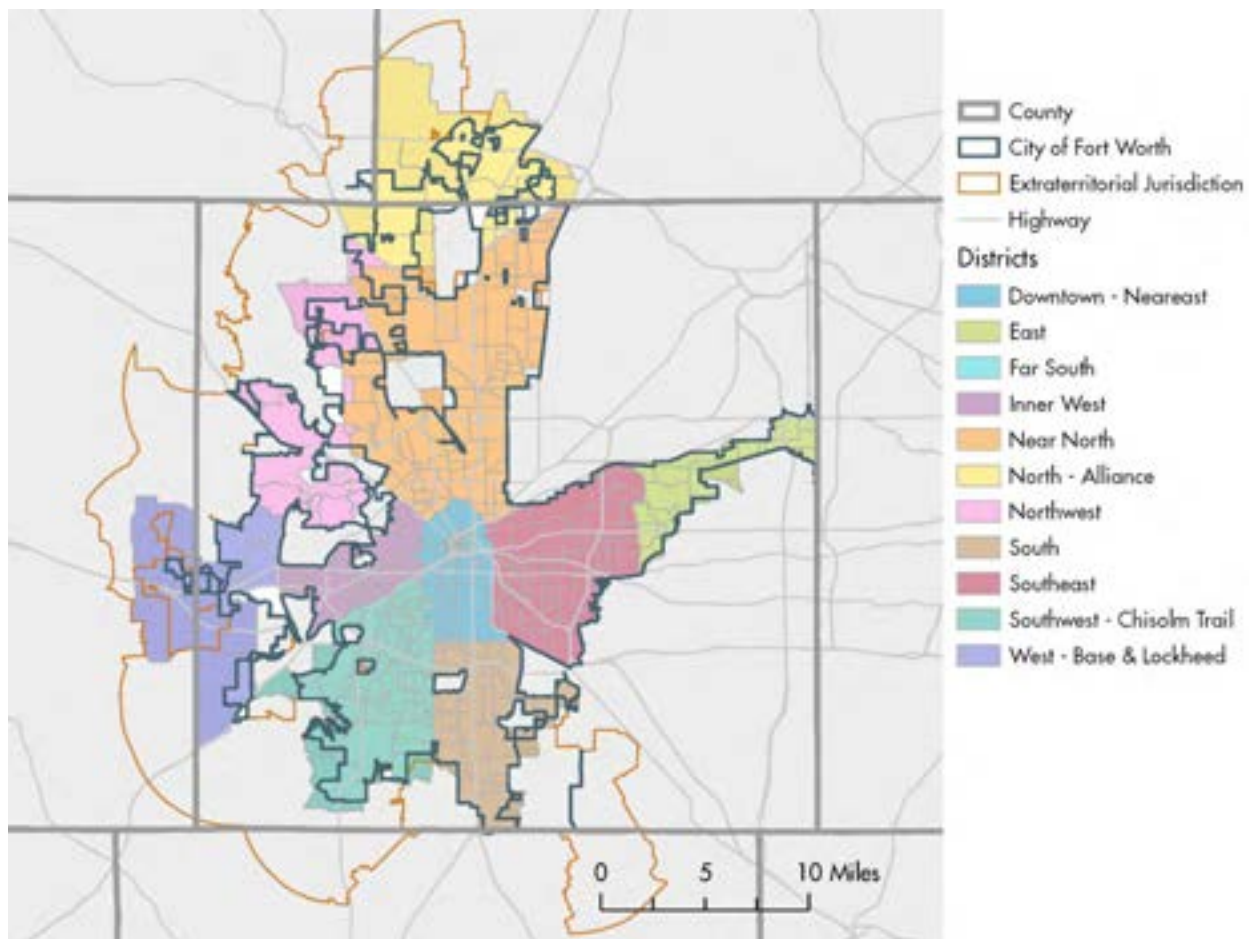 County
City of Fort Worth
Extraterritorial Jurisdiction
Highway
Districts
Downtown - Neareast
East
Far South
Inner West
Near North
North - Alliance
Northwest
South
Southeast
Southwest - Chisolm Trail
West - Base & Lockheed
0 5 10 Miles